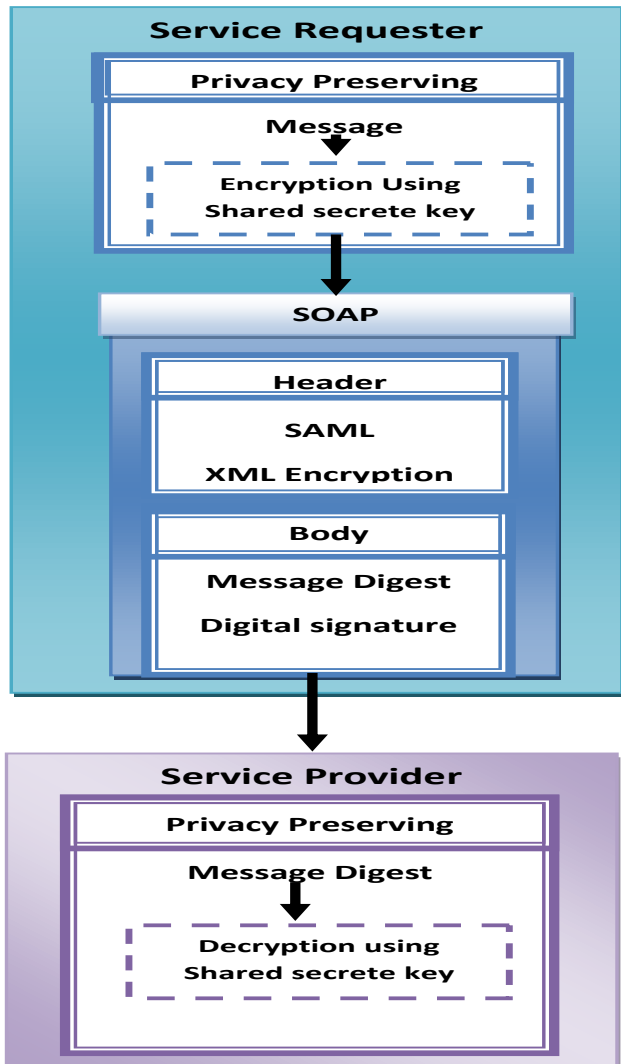 Service Requester
Privacy Preserving
Message
Encryption Using
Shared secrete key
SOAP
Header
SAML
XML Encryption
Body
Message Digest
Digital signature
Service Provider
Privacy Preserving
Message Digest
Decryption using
Shared secrete key